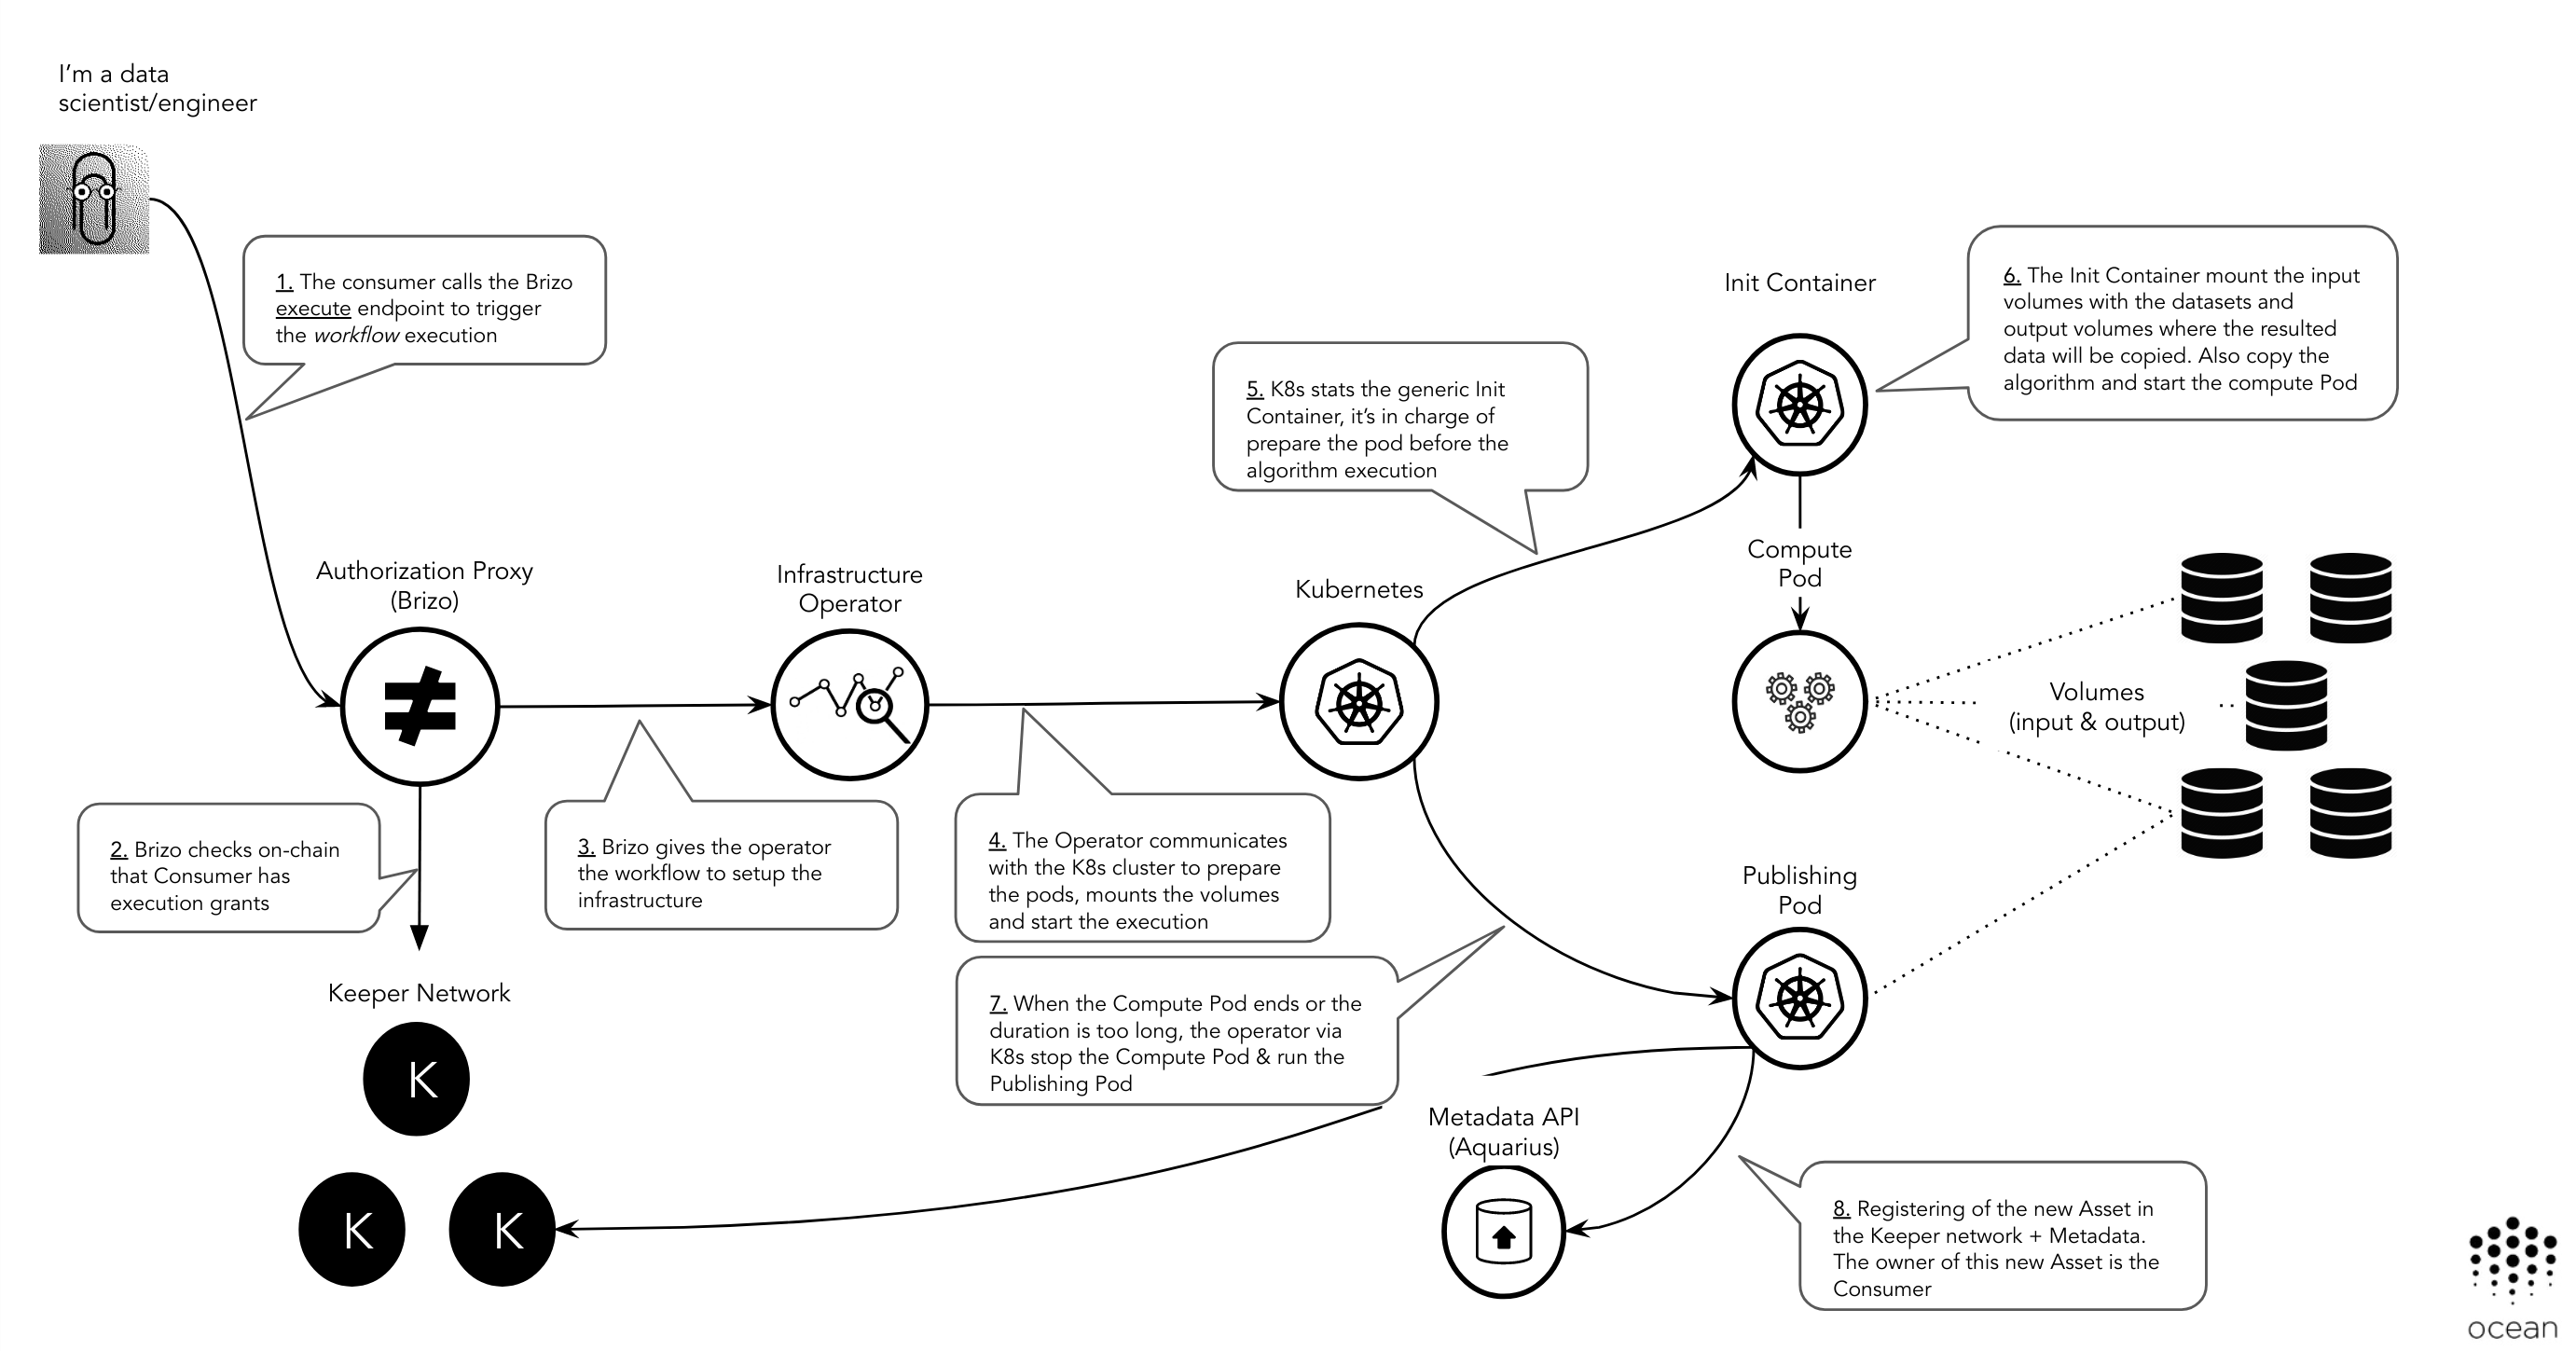 I'm a data
scientist/engineer
1. The consumer calls the Brizo
execute endpoint to trigger
the workflow execution
Authorization Proxy
(Brizo)
2. Brizo checks on-chain
that Consumer has
execution grants
Keeper Network
K
K
K
Infrastructure
Operator
3. Brizo gives the operator
the workflow to setup the
infrastructure
Kubernetes
4. The Operator communicates
with the K8s cluster to prepare
the pods, mounts the volumes
and start the execution
5. K8s stats the generic Init
Container, it's in charge of
prepare the pod before the
algorithm execution
Init Container
6. The Init Container mount the input
volumes with the datasets and
output volumes where the resulted
data will be copied. Also copy the
algorithm and start the compute Pod
Compute
Pod
Volumes
(input & output)
7. When the Compute Pod ends or the
duration is too long, the operator via
K8s stop the Compute Pod & run the
Publishing Pod
Publishing
Pod
Metadata API
(Aquarius)
8. Registering of the new Asset in
the Keeper network + Metadata.
The owner of this new Asset is the
Consumer
ocean